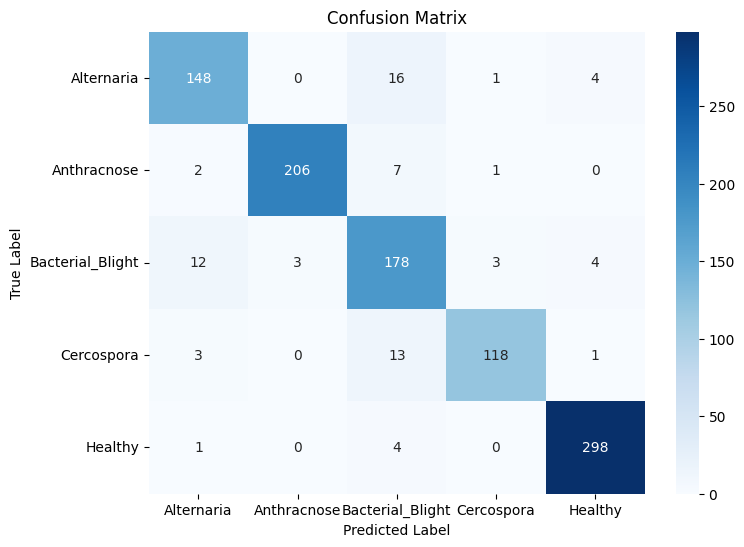 Confusion Matrix
True Label
Alternaria 148 0 16 1 4
Anthracnose 2 206 7 1 0
Bacterial_Blight 12 3 178 3 4
Cercospora 3 0 13 118 1
Healthy 1 0 4 0 298
Alternaria Anthracnose Bacterial_Blight Cercospora Healthy
Predicted Label
250
200
150
100
50
0